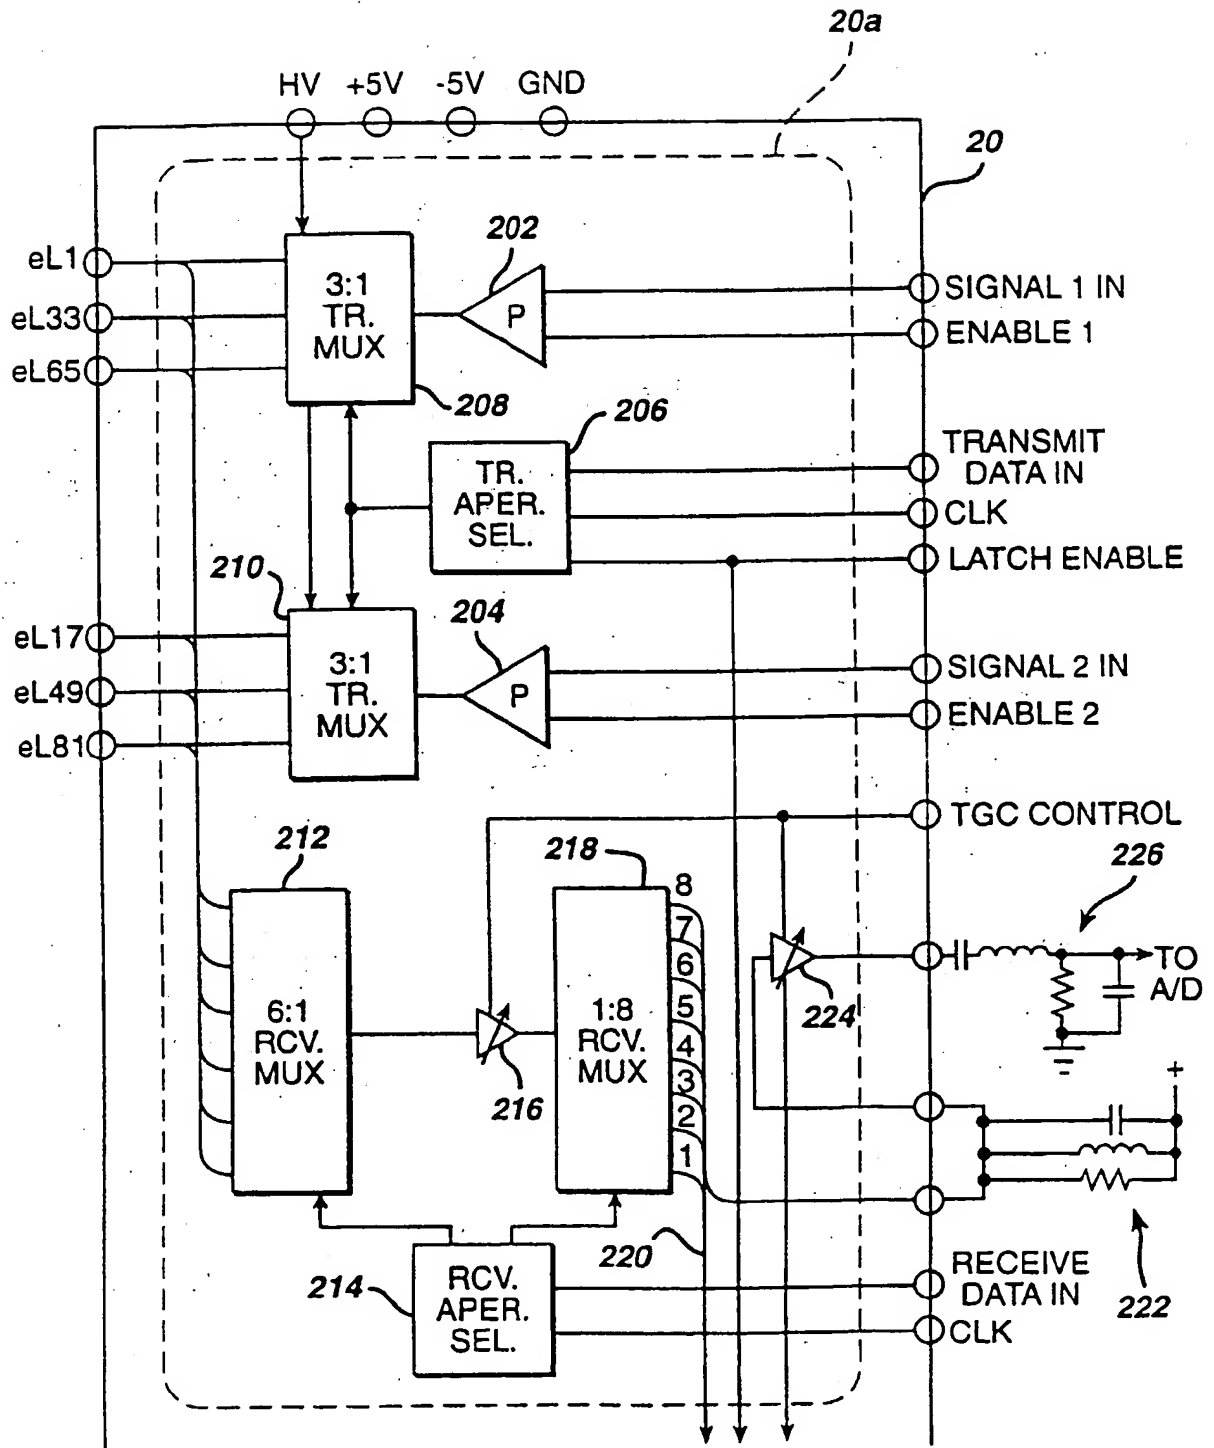 20a
HV +5V -5V GND
20
202
eL1
3:1
TR.
MUX
P
SIGNAL 1 IN
eL33
ENABLE 1
eL65
208
206
TRANSMIT
DATA IN
TR.
APER.
SEL.
CLK
LATCH ENABLE
210
204
eL17
3:1
TR.
MUX
P
SIGNAL 2 IN
eL49
ENABLE 2
eL81
TGC CONTROL
212
218
226
8
7
6
5
4
3
2
1
6:1
RCV.
MUX
216
1:8
RCV.
MUX
224
TO
A/D
+
220
222
214
RCV.
APER.
SEL.
RECEIVE
DATA IN
CLK